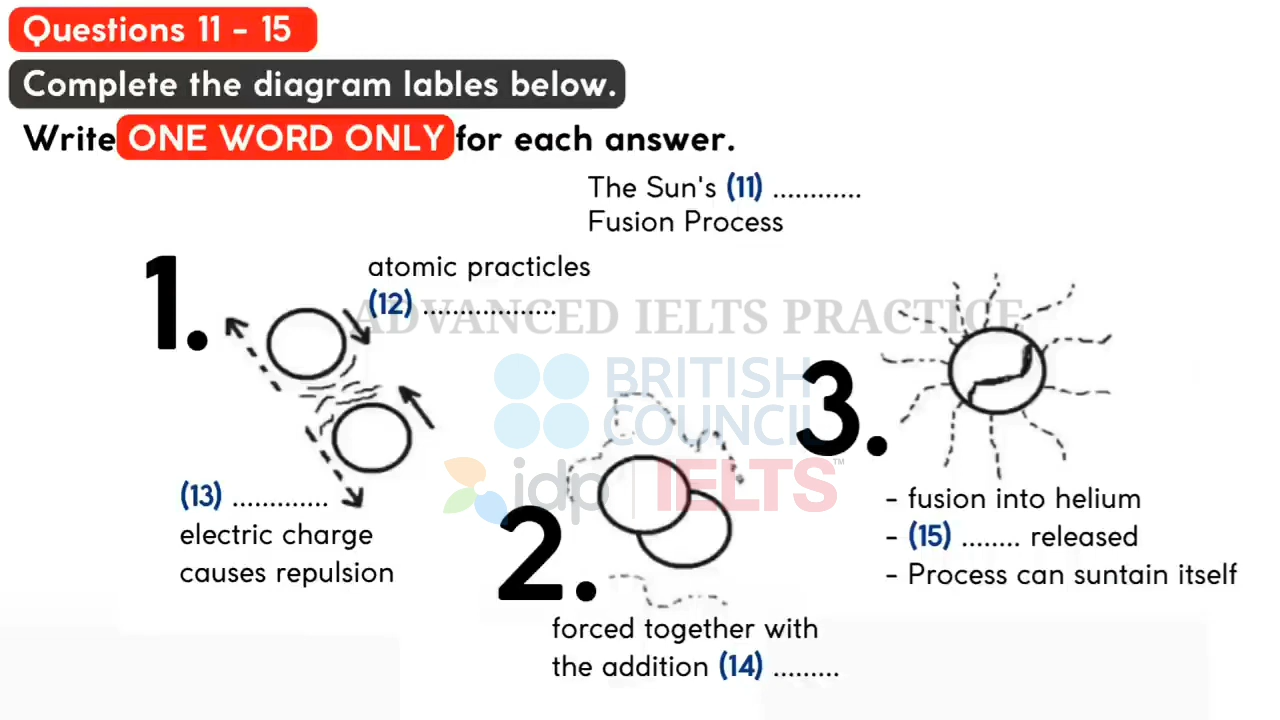 Questions 11 - 15
Complete the diagram lables below.
Write ONE WORD ONLY for each answer.
The Sun's (11) ............
Fusion Process
1.
atomic practicles
(12) ..................
ADVANCED IELTS PRACTICE
BRITISH
COUNCIL
idp IELTS™
(13) .............
electric charge
causes repulsion
2.
forced together with
the addition (14) .........
3.
- fusion into helium
- (15) ........ released
- Process can suntain itself